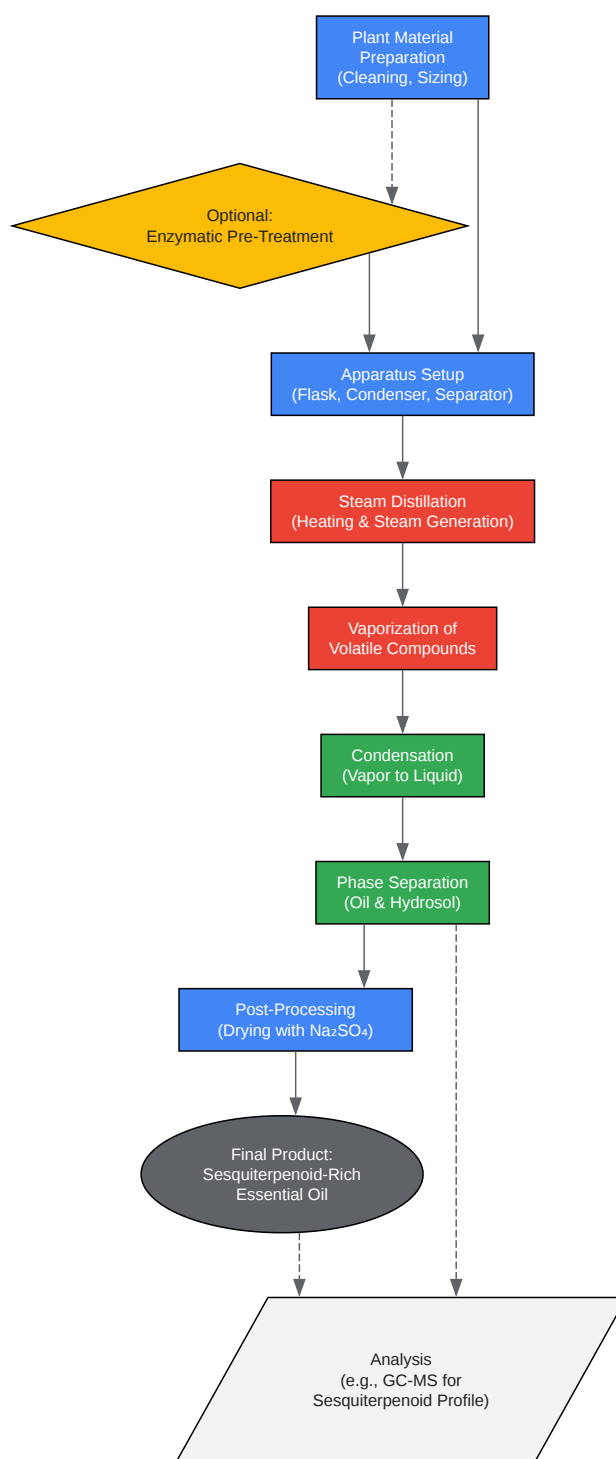 Plant Material
Preparation
(Cleaning, Sizing)
Optional:
Enzymatic Pre-Treatment
Apparatus Setup
(Flask, Condenser, Separator)
Steam Distillation
(Heating & Steam Generation)
Vaporization of
Volatile Compounds
Condensation
(Vapor to Liquid)
Phase Separation
(Oil & Hydrosol)
Post-Processing
(Drying with Na₂SO₄)
Final Product:
Sesquiterpenoid-Rich
Essential Oil
Analysis
(e.g., GC-MS for
Sesquiterpenoid Profile)